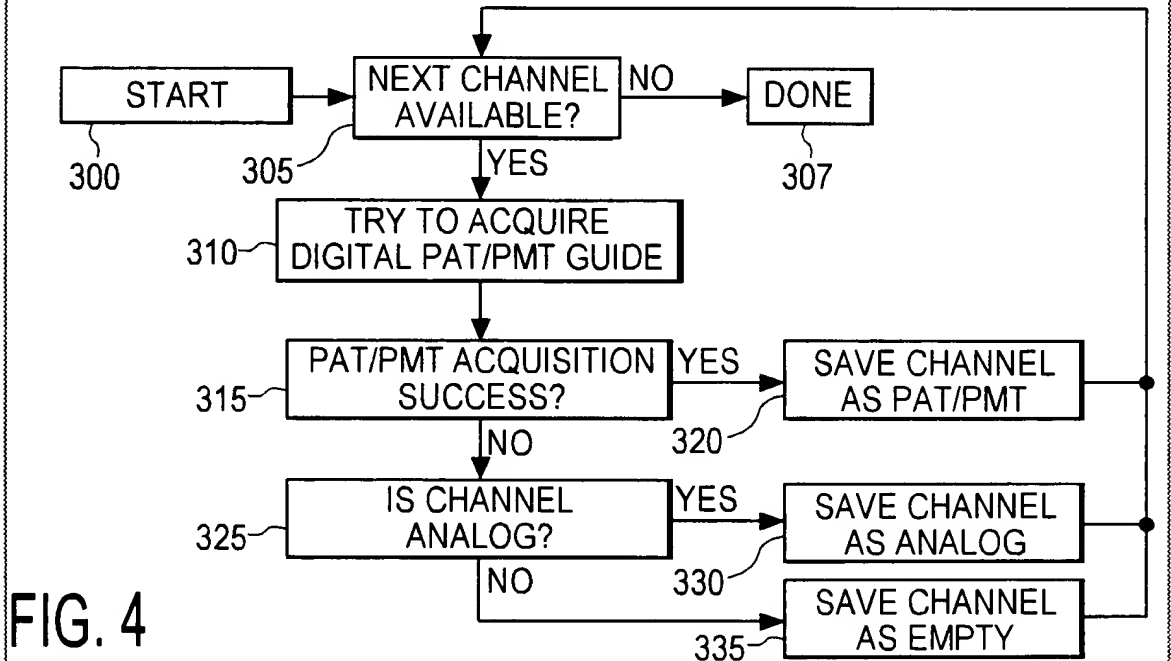 START
300
NEXT CHANNEL
AVAILABLE?
305
NO
DONE
307
YES
TRY TO ACQUIRE
DIGITAL PAT/PMT GUIDE
310
PAT/PMT ACQUISITION
SUCCESS?
315
YES
SAVE CHANNEL
AS PAT/PMT
320
NO
IS CHANNEL
ANALOG?
325
YES
SAVE CHANNEL
AS ANALOG
330
NO
SAVE CHANNEL
AS EMPTY
335
FIG. 4